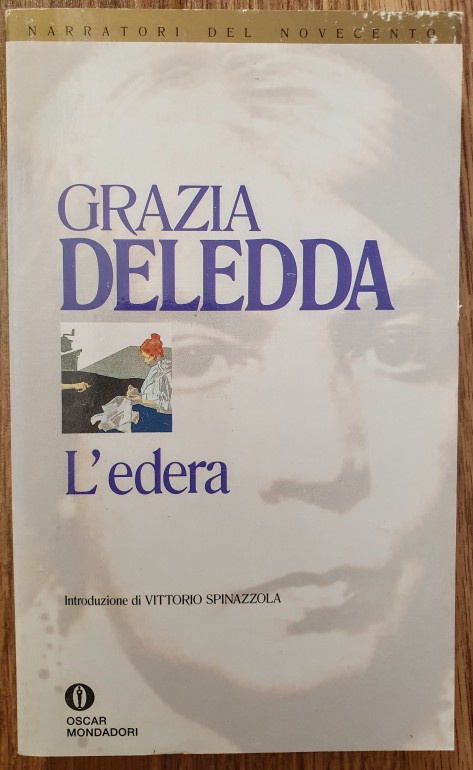 NARRATORI DEL NOVECENTO
GRAZIA
DELEDDA
L'edera
Introduzione di VITTORIO SPINAZZOLA
OSCAR
MONDADORI